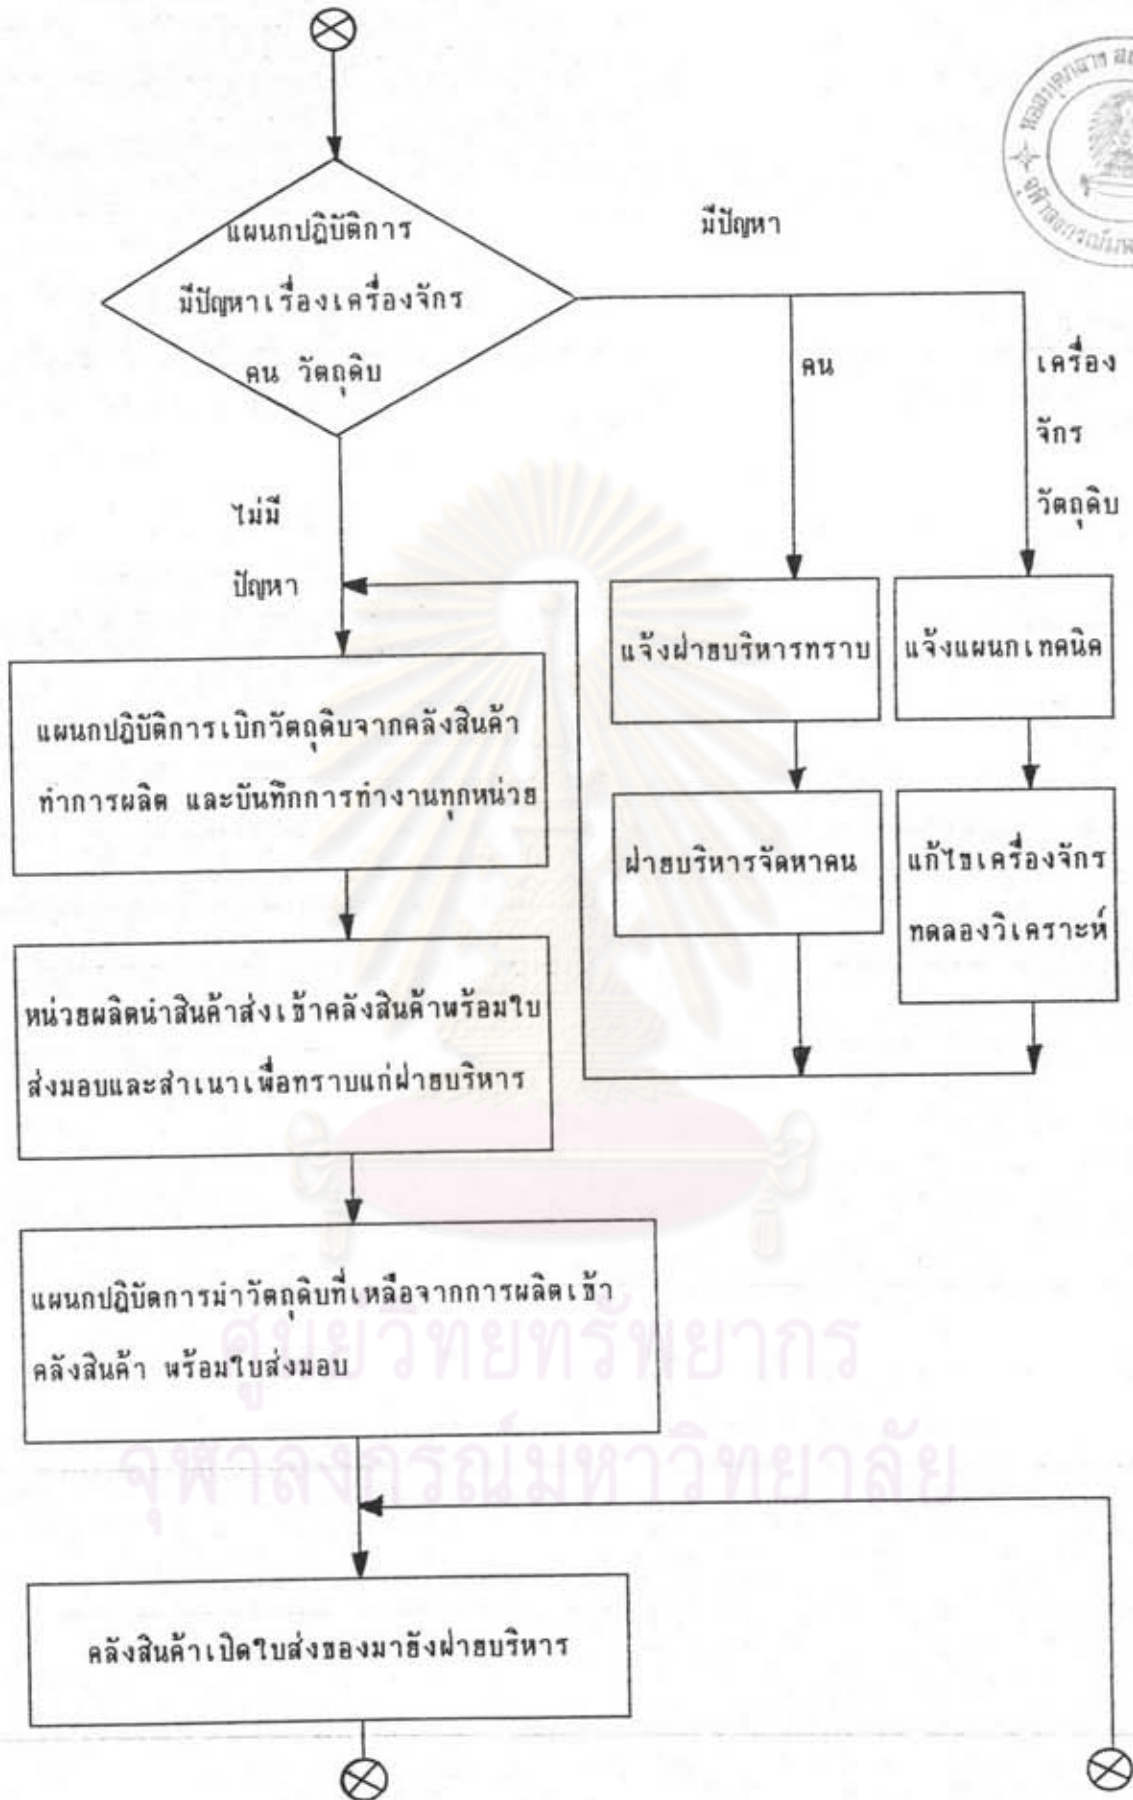 แผนกปฏิบัติการ
มีปัญหาเรื่องเครื่องจักร
คน วัตถุดิบ
มีปัญหา
คน
เครื่อง
จักร
วัตถุดิบ
ไม่มี
ปัญหา
แจ้งฝ่ายบริหารทราบ
แจ้งแผนกเทคนิค
แผนกปฏิบัติการเบิกวัตถุดิบจากคลังสินค้า
ทำการผลิต และบันทึกการทำงานทุกหน่วย
ฝ่ายบริหารจัดหาคน
แก้ไขเครื่องจักร
ทดลองวิเคราะห์
หน่วยผลิตนำสินค้าส่งเข้าคลังสินค้าพร้อมใบ
ส่งมอบและสำเนาเพื่อทราบแก่ฝ่ายบริหาร
แผนกปฏิบัตการนำวัตถุดิบที่เหลือจากการผลิตเข้า
คลังสินค้า พร้อมใบส่งมอบ
ศูนย์วิทยทรัพยากร
จุฬาลงกรณ์มหาวิทยาลัย
คลังสินค้าเปิดใบส่งของมายังฝ่ายบริหาร